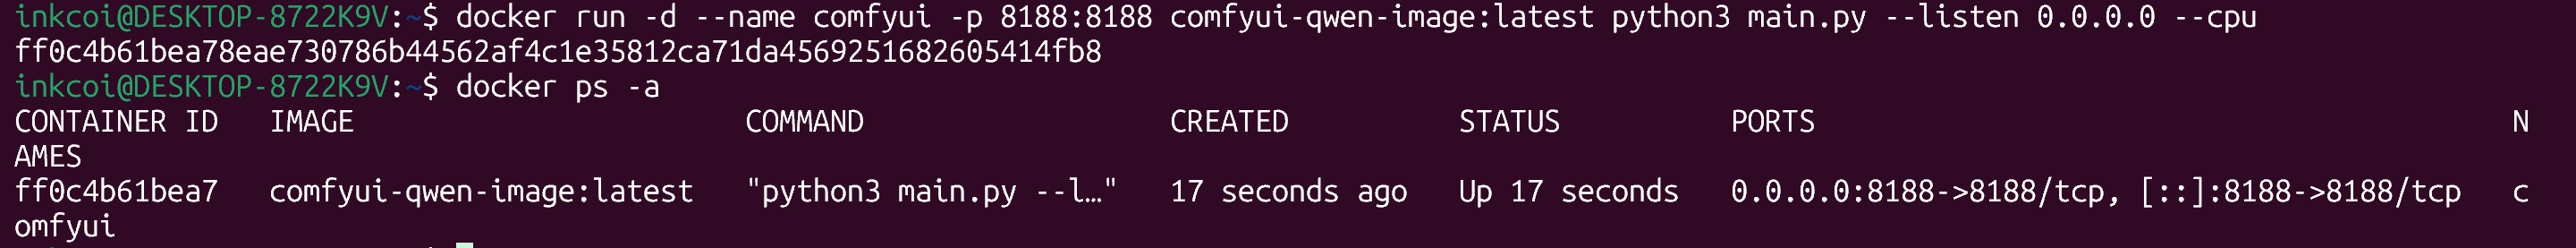 inkcoi@DESKTOP-8722K9V:~$ docker run -d --name comfyui -p 8188:8188 comfyui-qwen-image:latest python3 main.py --listen 0.0.0.0 --cpu
ff0c4b61bea78eae730786b44562af4c1e35812ca71da4569251682605414fb8
inkcoi@DESKTOP-8722K9V:~$ docker ps -a
CONTAINER ID   IMAGE                       COMMAND                  CREATED          STATUS          PORTS                                         N
AMES
ff0c4b61bea7   comfyui-qwen-image:latest   "python3 main.py --l…"   17 seconds ago   Up 17 seconds   0.0.0.0:8188->8188/tcp, [::]:8188->8188/tcp   c
omfyui